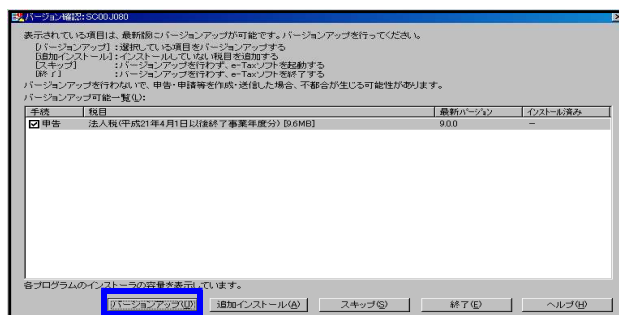 バージョン確認:SC00J080
表示されている項目は、最新版にバージョンアップが可能です。バージョンアップを行ってください。
[バージョンアップ]:選択している項目をバージョンアップする
[追加インストール]:インストールしていない税目を追加する
[スキップ]:バージョンアップを行わず、e-Taxソフトを起動する
[終了]:バージョンアップを行わず、e-Taxソフトを終了する
バージョンアップを行わないで、申告・申請等を作成・送信した場合、不都合が生じる可能性があります。
バージョンアップ可能一覧(L):
手続 税目 最新バージョン インストール済み
申告 法人税(平成21年4月1日以後終了事業年度分) [9.6MB] 9.0.0 -
各プログラムのインストーラの容量を表示しています。
バージョンアップ(U) 追加インストール(A) スキップ(S) 終了(E) ヘルプ(H)